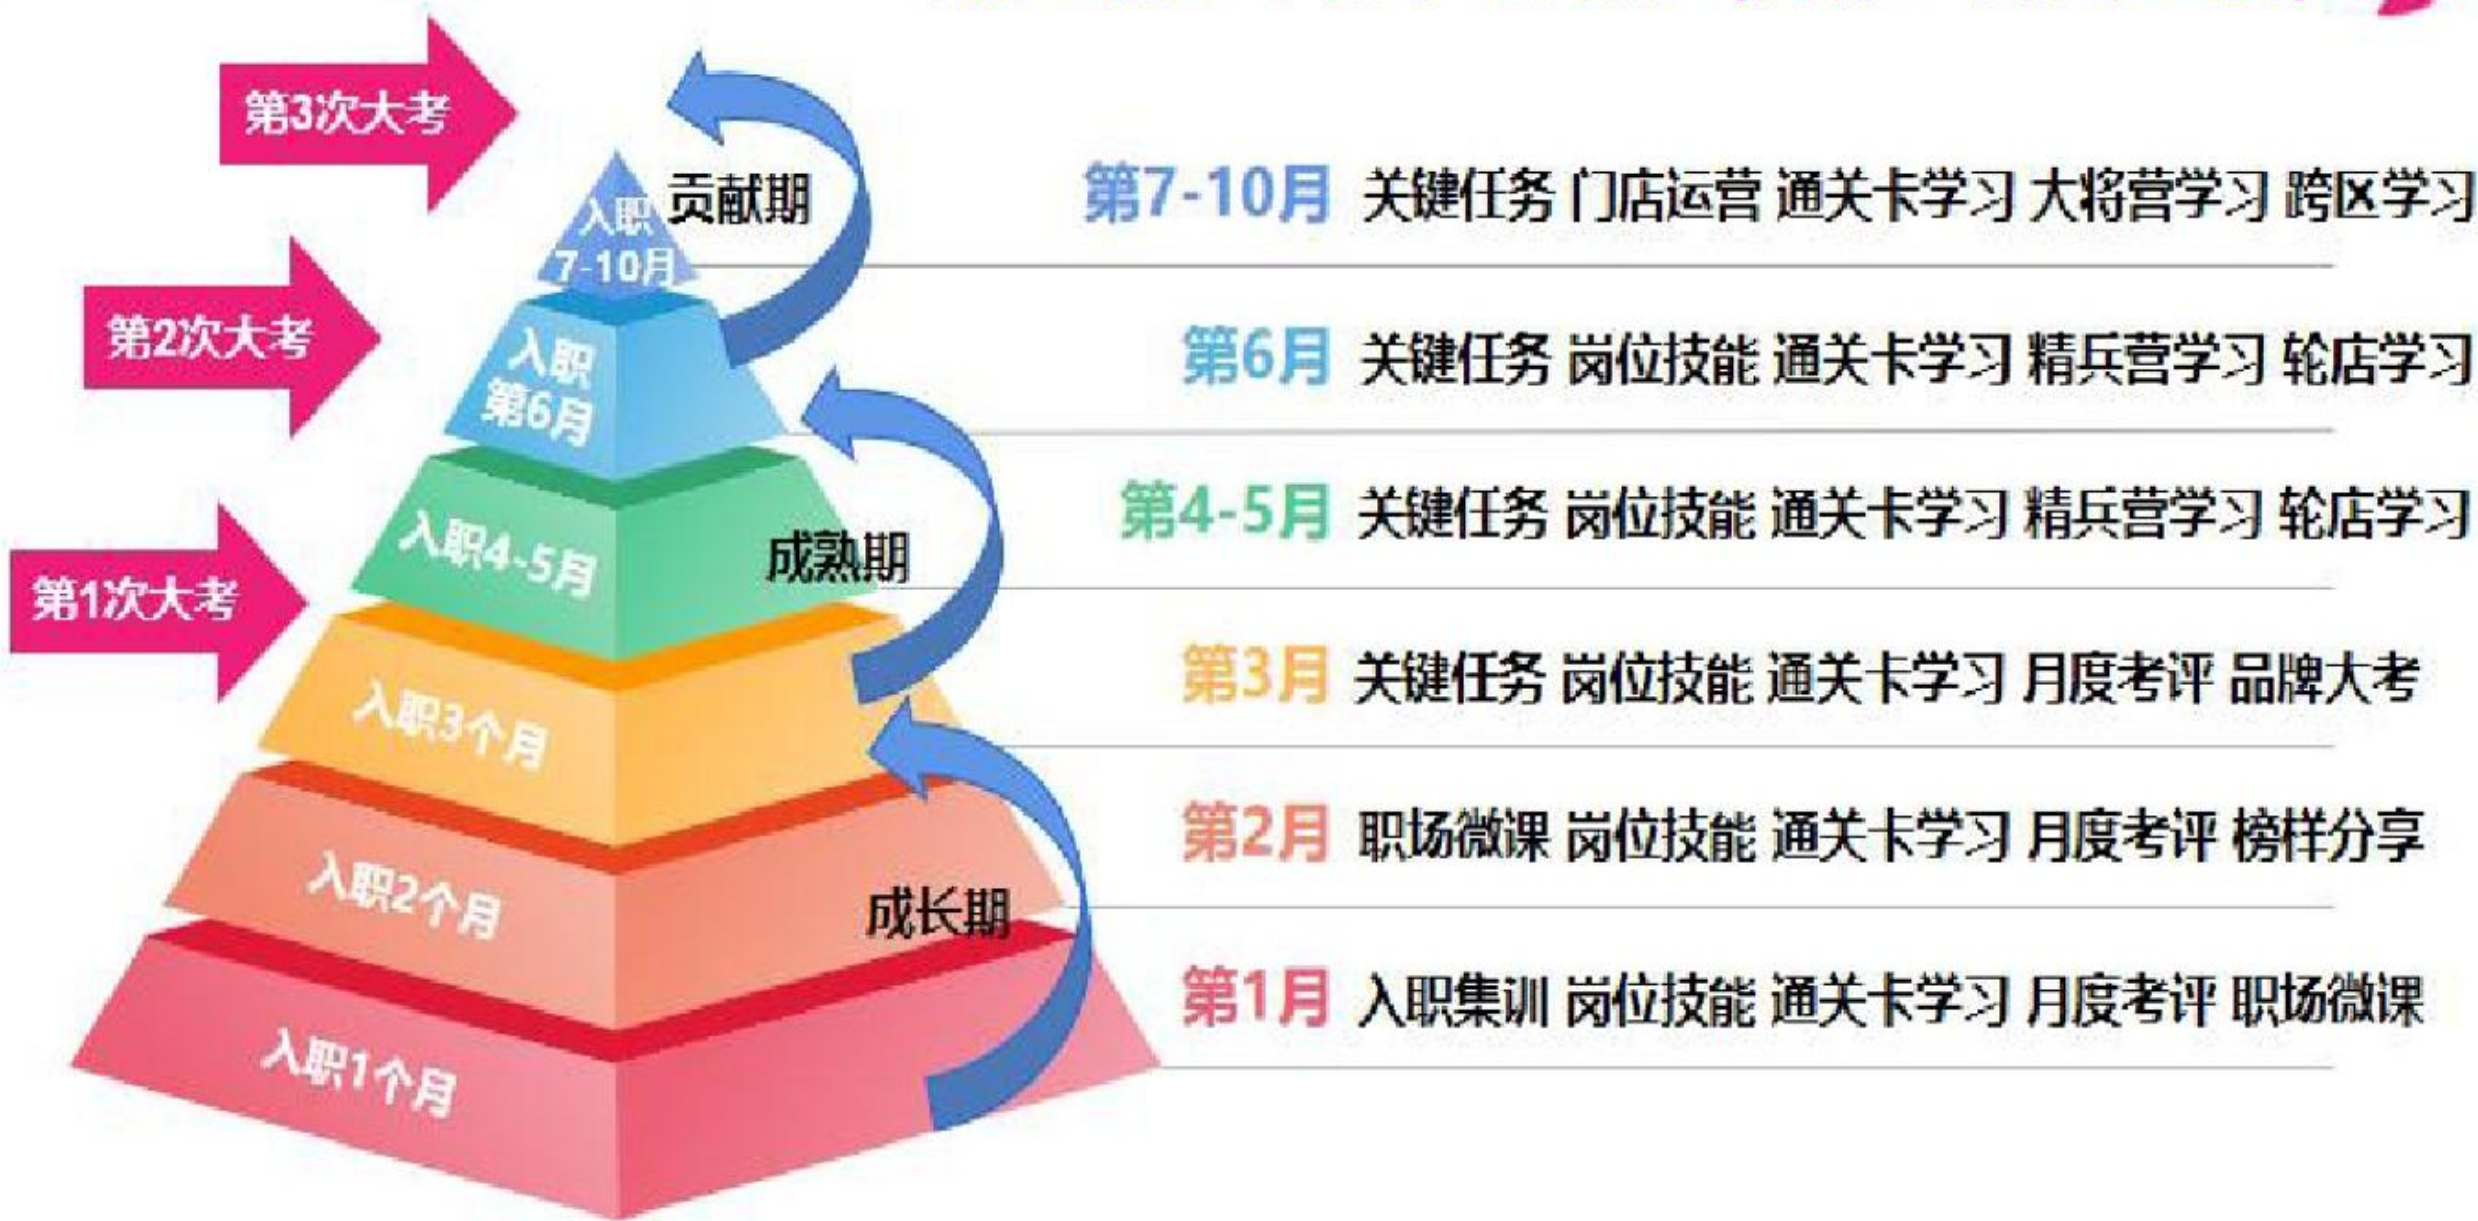 第3次大考
第2次大考
第1次大考
入职
7-10月
入职
第6月
入职4-5月
入职3个月
入职2个月
入职1个月
贡献期
成熟期
成长期
第7-10月 关键任务 门店运营 通关卡学习 大将营学习 跨区学习
第6月 关键任务 岗位技能 通关卡学习 精兵营学习 轮店学习
第4-5月 关键任务 岗位技能 通关卡学习 精兵营学习 轮店学习
第3月 关键任务 岗位技能 通关卡学习 月度考评 品牌大考
第2月 职场微课 岗位技能 通关卡学习 月度考评 榜样分享
第1月 入职集训 岗位技能 通关卡学习 月度考评 职场微课